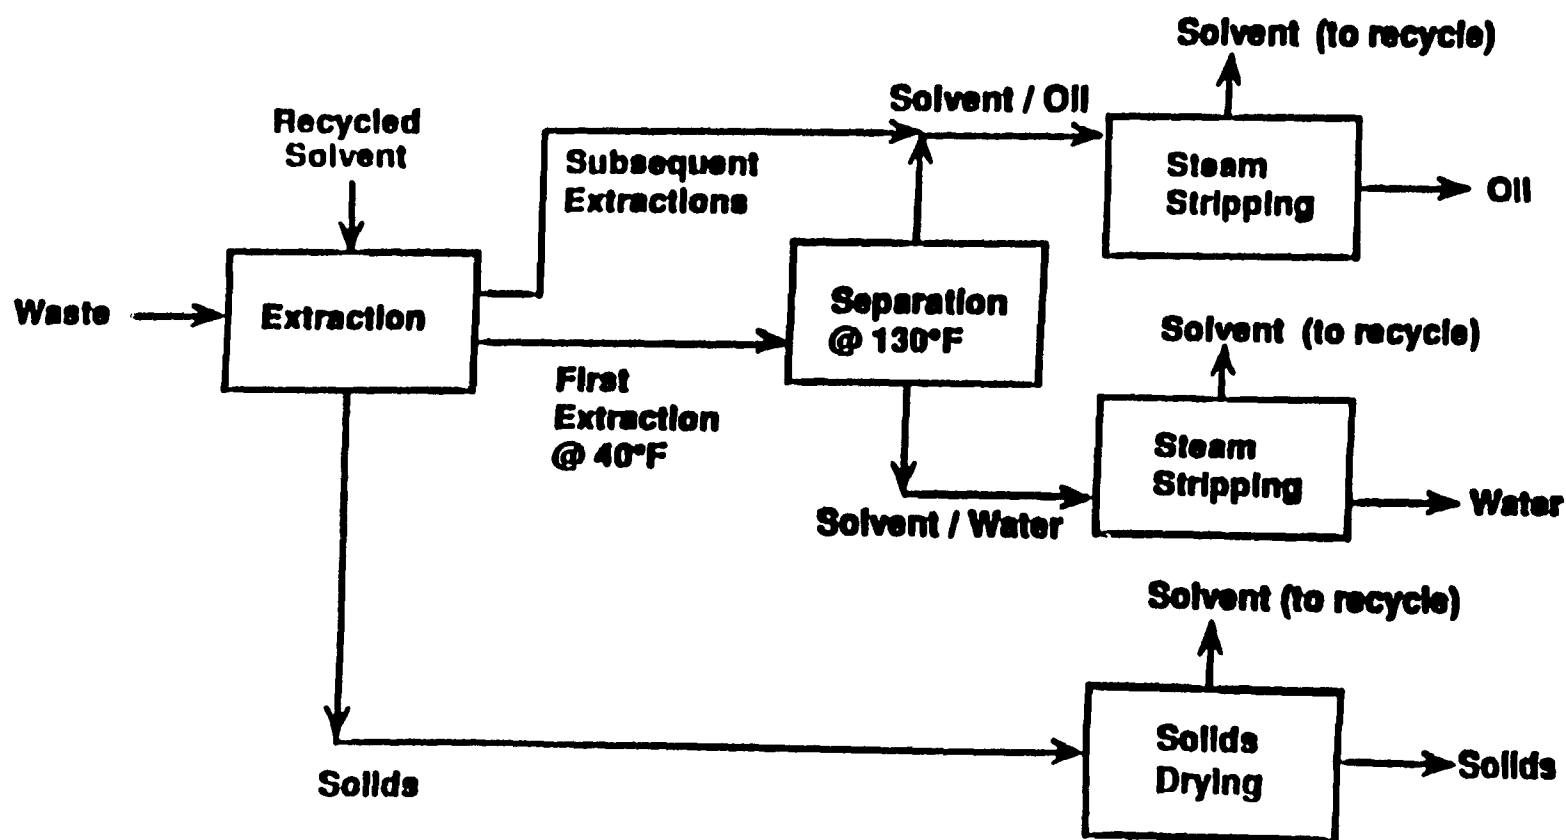 Solvent (to recycle)
Recycled
Solvent
Solvent / Oil
Subsequent
Extractions
Steam
Stripping
Oil
Waste
Extraction
Separation
@ 130°F
First
Extraction
@ 40°F
Solvent (to recycle)
Steam
Stripping
Water
Solvent / Water
Solvent (to recycle)
Solids
Drying
Solids
Solids